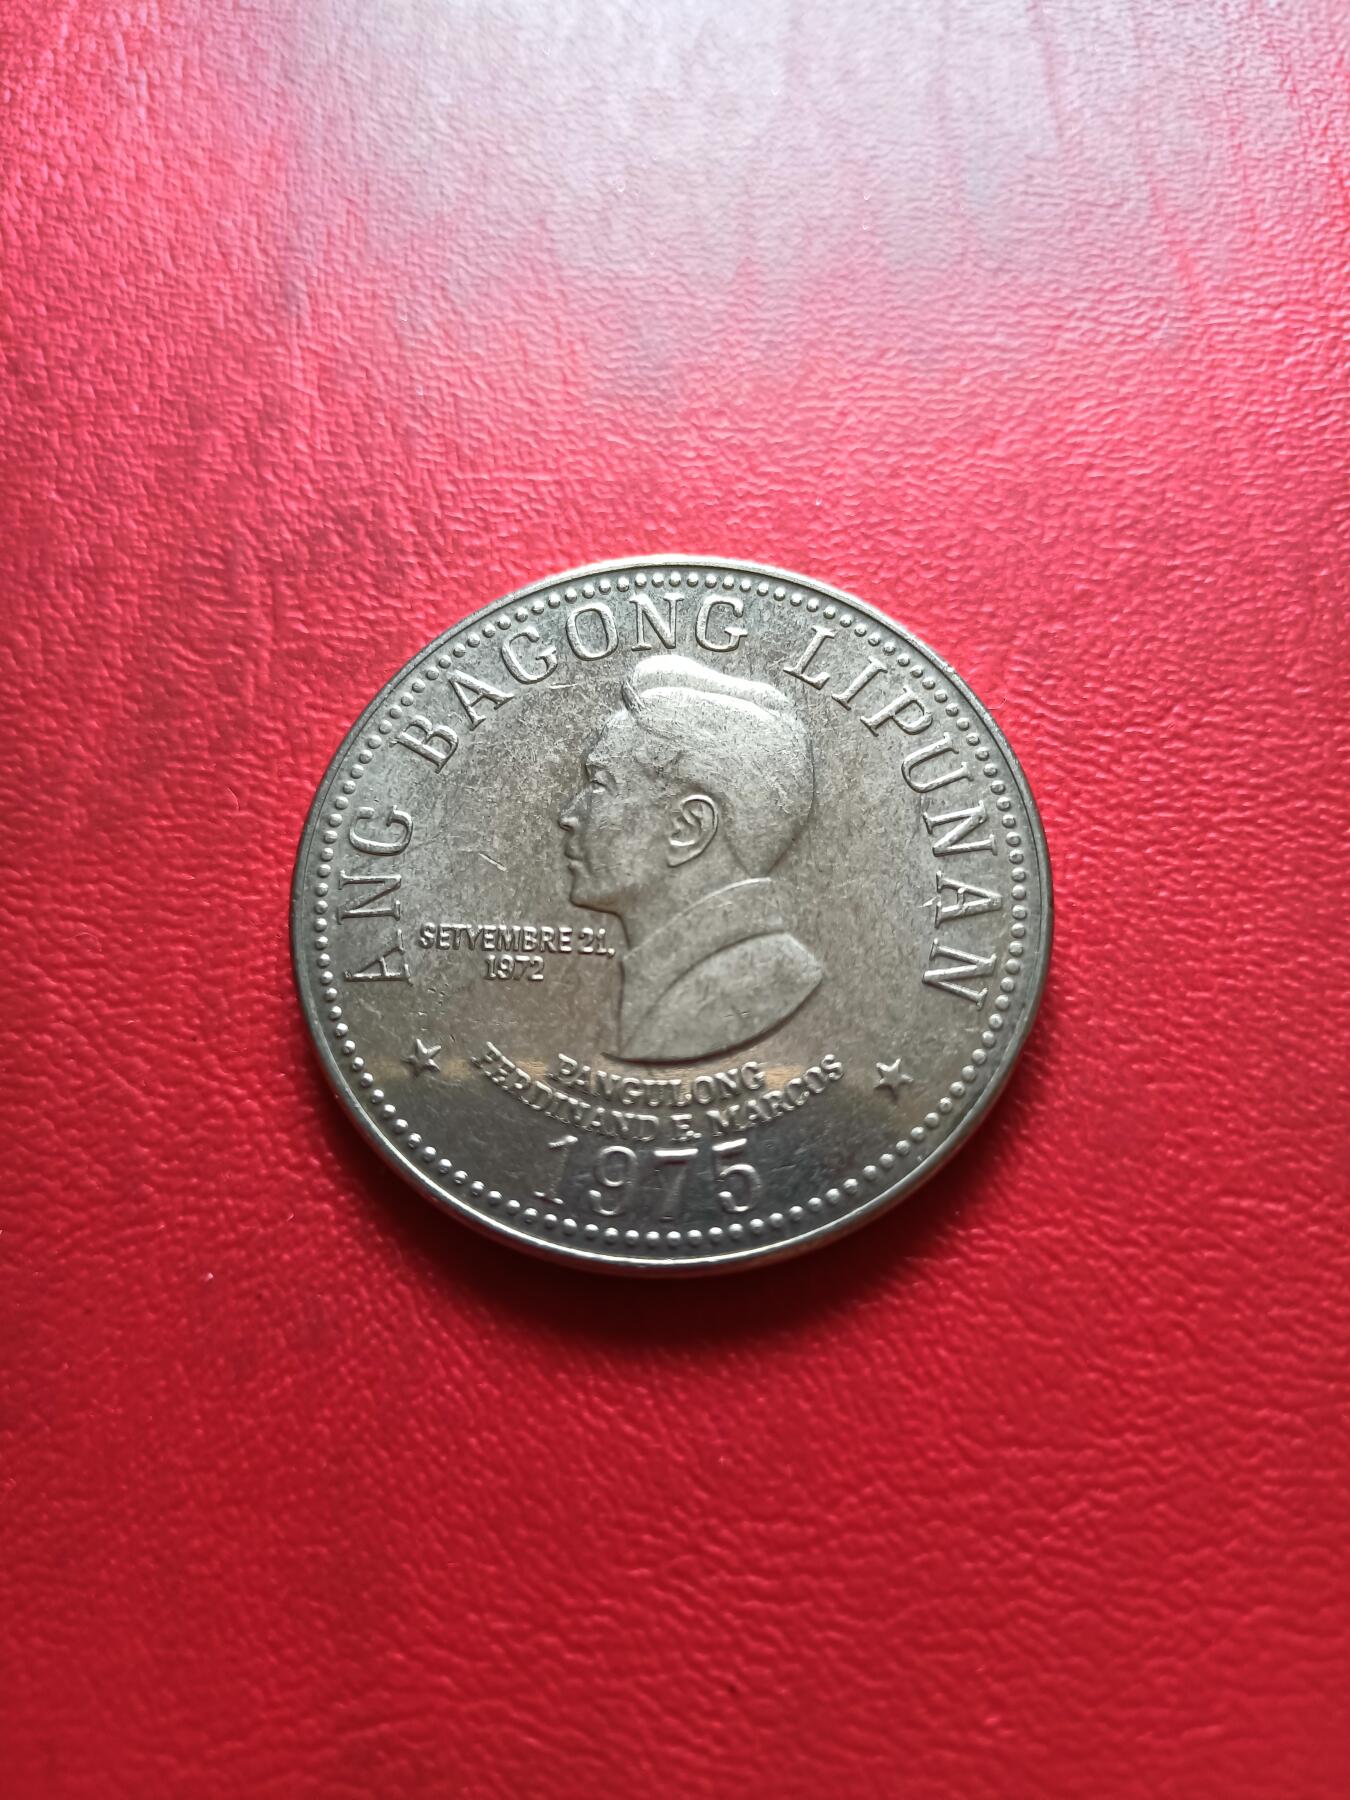 ANG BAGONG LIPUNAN
SETYEMBRE 21,
1972
PANGULONG
FERDINAND E. MARCOS
1975